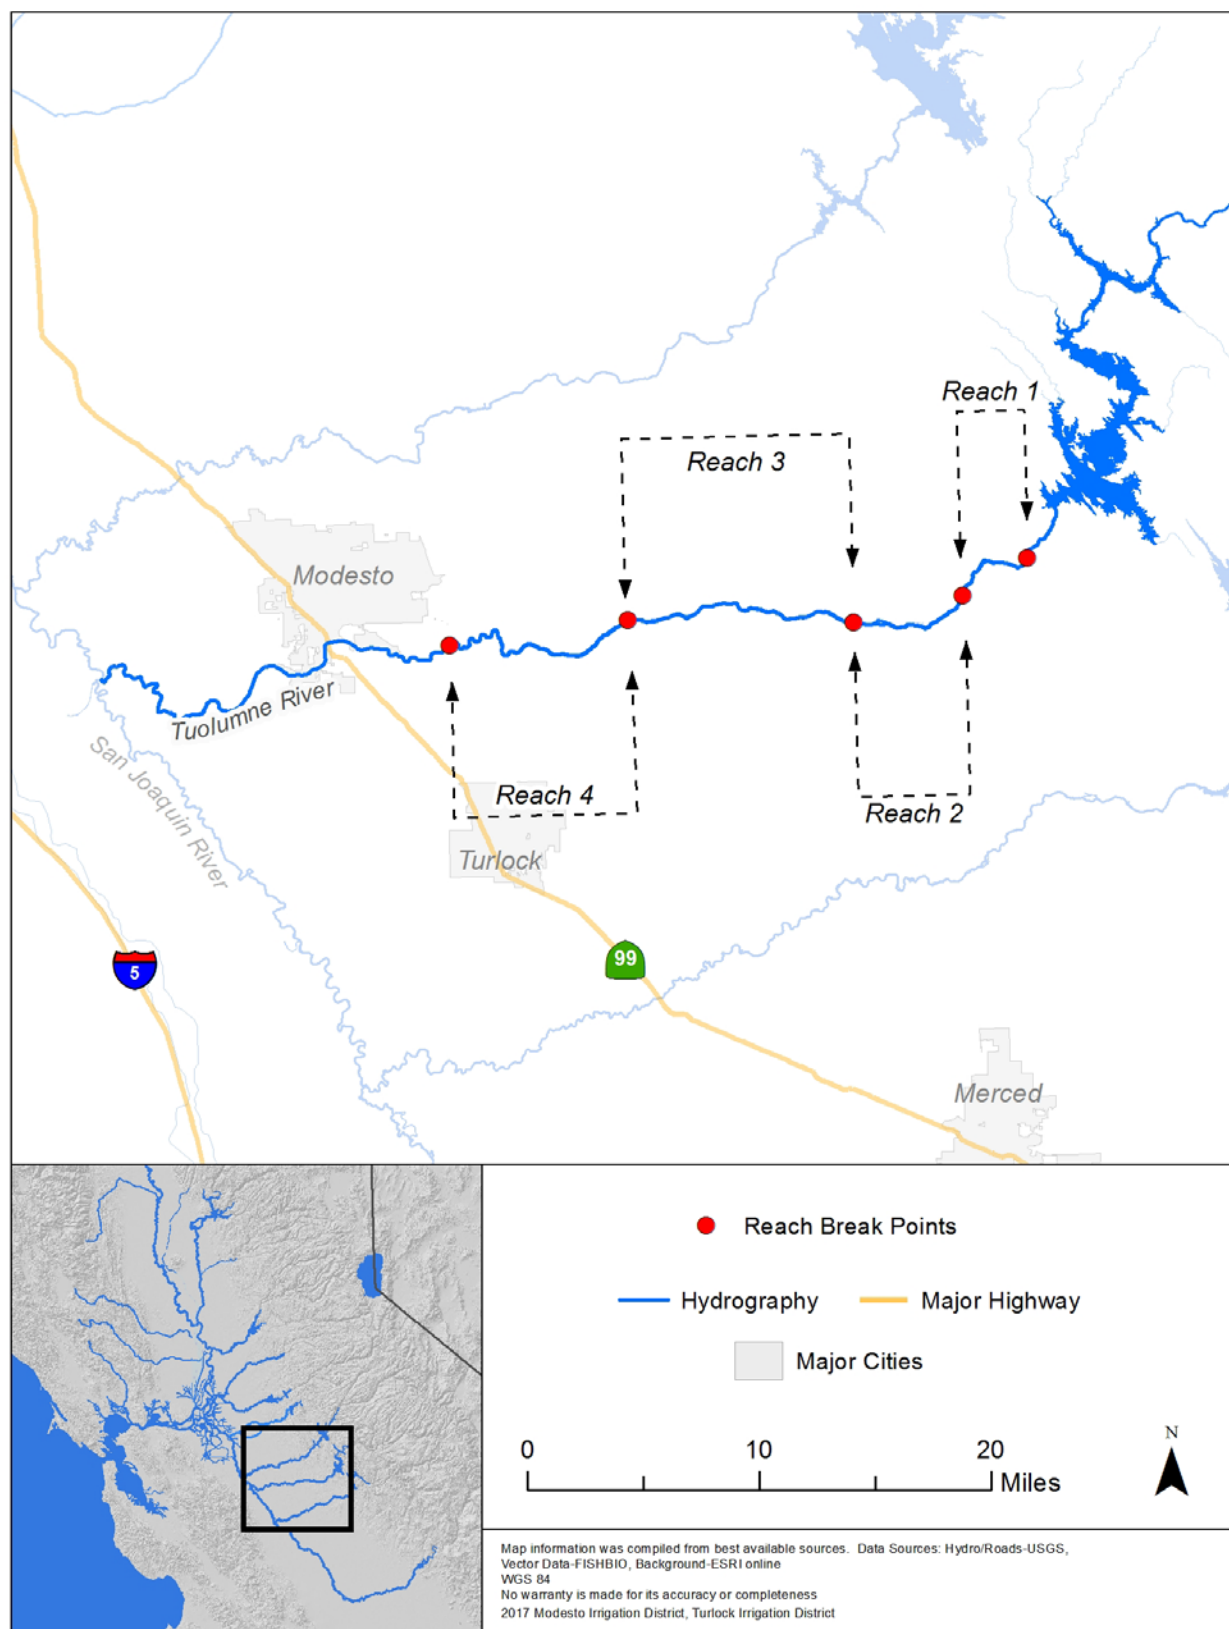 Reach 1
Reach 3
Modesto
Tuolumne River
San Joaquin River
Reach 4
Reach 2
Turlock
99
5
Merced
Reach Break Points
Hydrography
Major Highway
Major Cities
0 10 20
Miles
N
Map information was compiled from best available sources. Data Sources: Hydro/Roads-USGS,
Vector Data-FISHBIO, Background-ESRI online
WGS 84
No warranty is made for its accuracy or completeness
2017 Modesto Irrigation District, Turlock Irrigation District